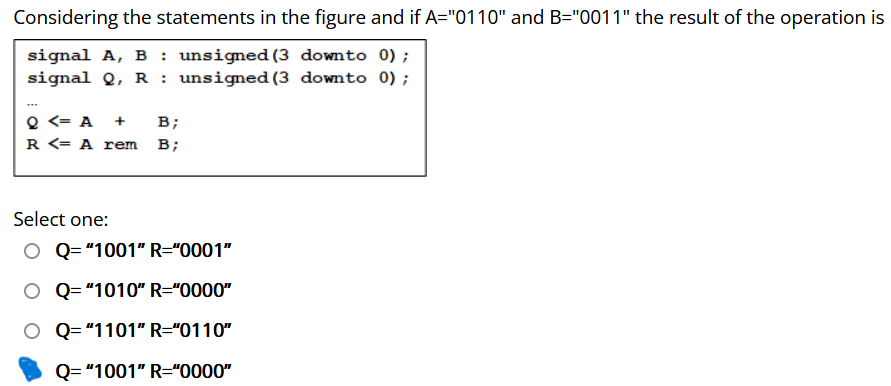 Considering the statements in the figure and if A="0110" and B="0011" the result of the operation is
signal A, B : unsigned(3 downto 0);
signal Q, R : unsigned(3 downto 0);
...
Q <= A + B;
R <= A rem B;
Select one:
Q= “1001” R=“0001”
Q= “1010” R=“0000”
Q= “1101” R=“0110”
Q= “1001” R=“0000”